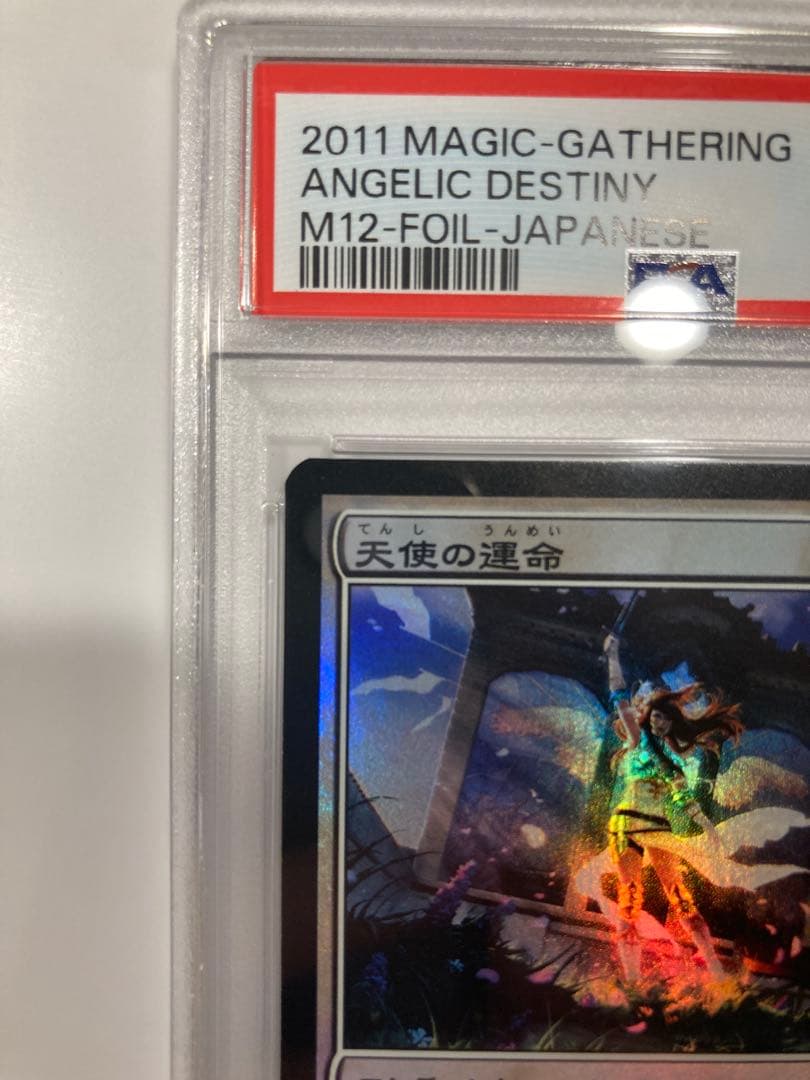 2011 MAGIC-GATHERING
ANGELIC DESTINY
M12-FOIL-JAPANESE
PSA
てんし うんめい
天使の運命